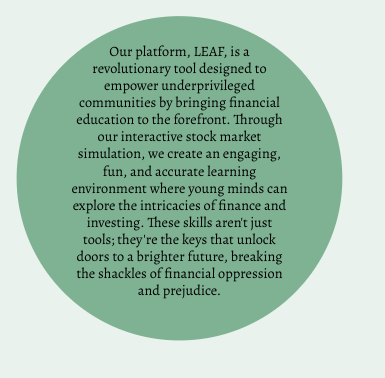 Our platform, LEAF, is a
revolutionary tool designed to
empower underprivileged
communities by bringing financial
education to the forefront. Through
our interactive stock market
simulation, we create an engaging,
fun, and accurate learning
environment where young minds can
explore the intricacies of finance and
investing. These skills aren't just
tools; they're the keys that unlock
doors to a brighter future, breaking
the shackles of financial oppression
and prejudice.